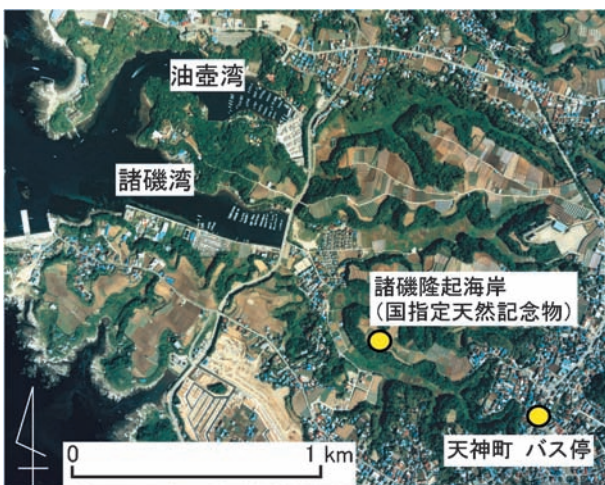 油壺湾
諸磯湾
諸磯隆起海岸
(国指定天然記念物)
天神町 バス停
0 1 km